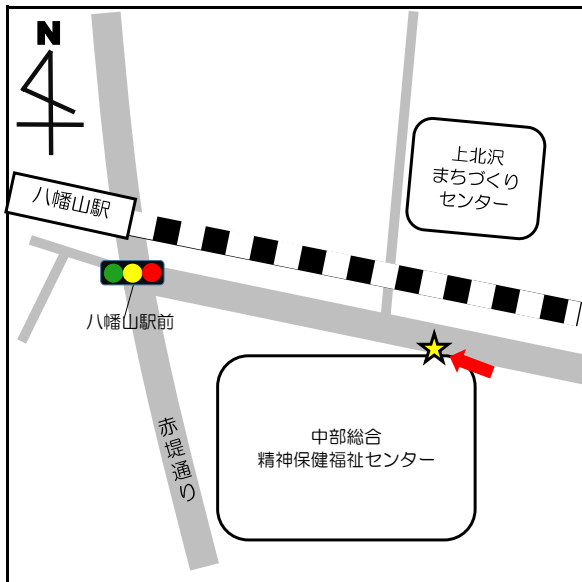 N
上北沢
まちづくり
センター
八幡山駅
八幡山駅前
赤堤通り
中部総合
精神保健福祉センター